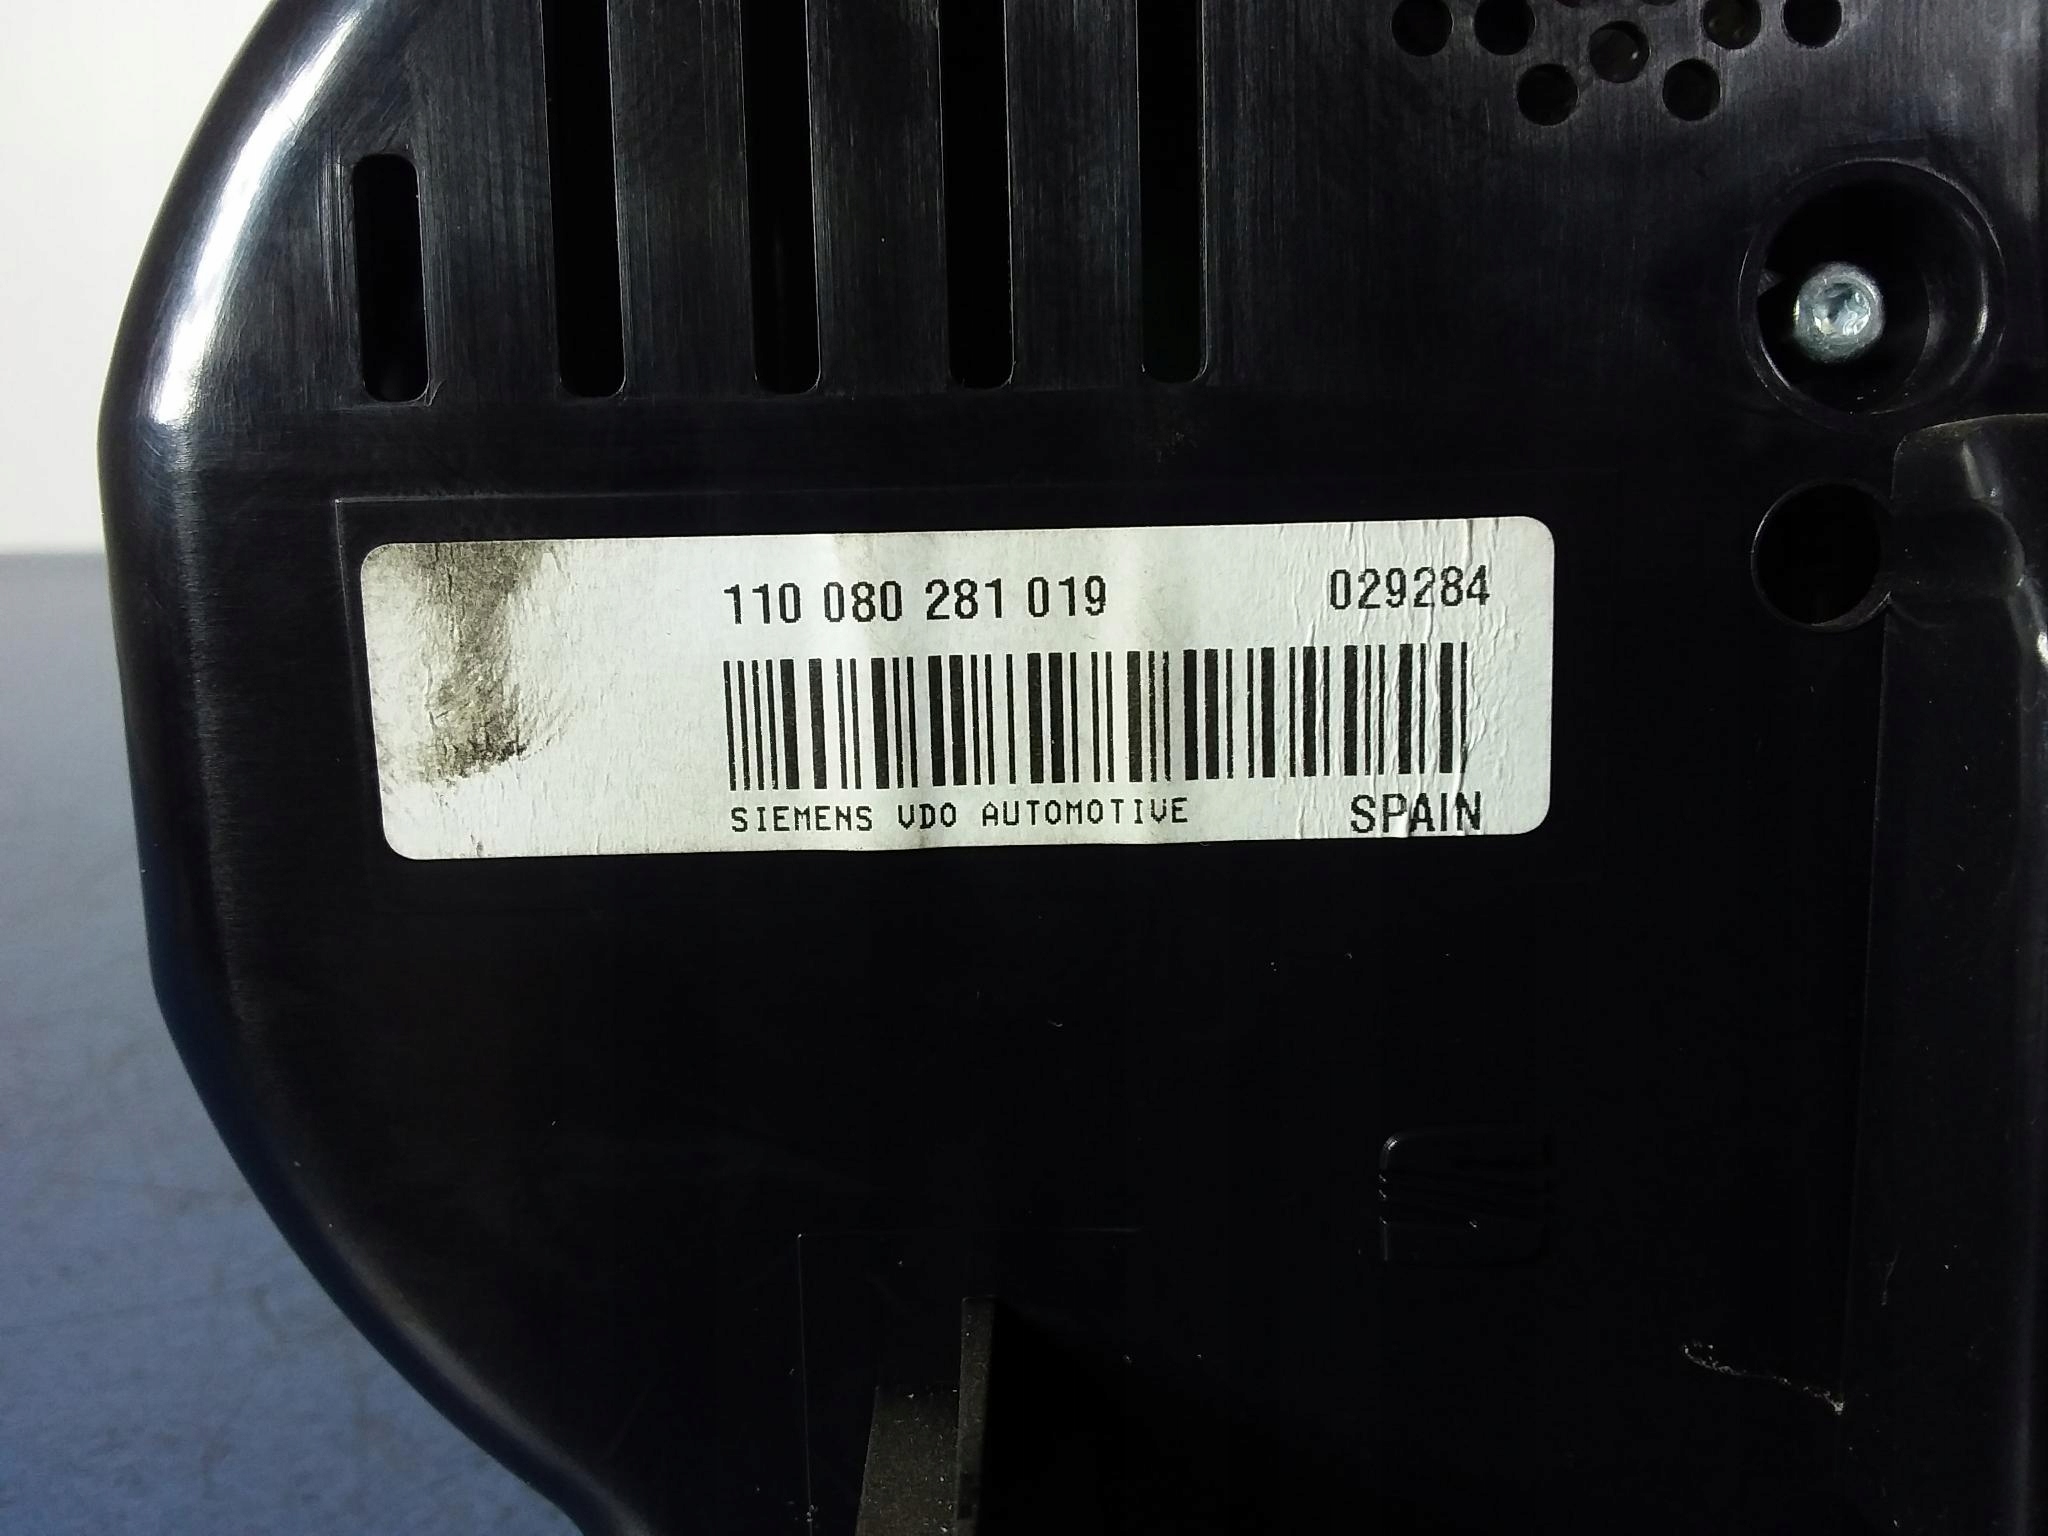 110 080 281 019 029284
SIEMENS VDO AUTOMOTIVE SPAIN